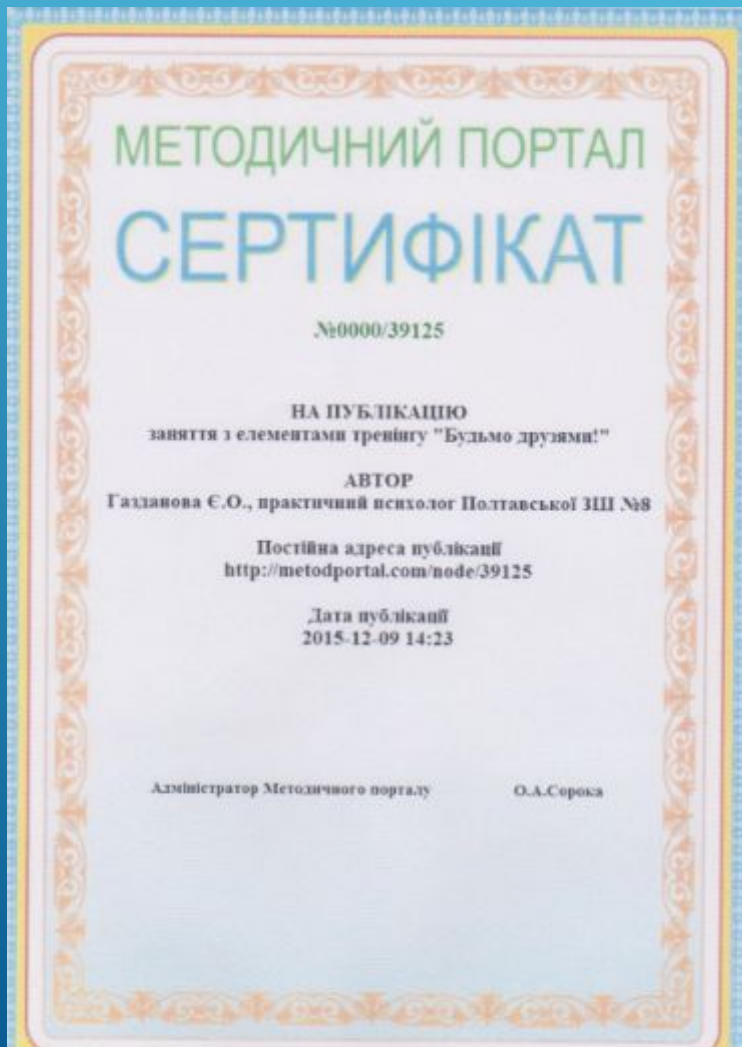 МЕТОДИЧНИЙ ПОРТАЛ
СЕРТИФІКАТ
№0000/39125
НА ПУБЛІКАЦІЮ
заняття з елементами тренінгу "Будьмо друзями!"
АВТОР
Газданова Є.О., практичний психолог Полтавської ЗШ №8
Постійна адреса публікації
http://metodportal.com/node/39125
Дата публікації
2015-12-09 14:23
Адміністратор Методичного порталу О.А.Сорока